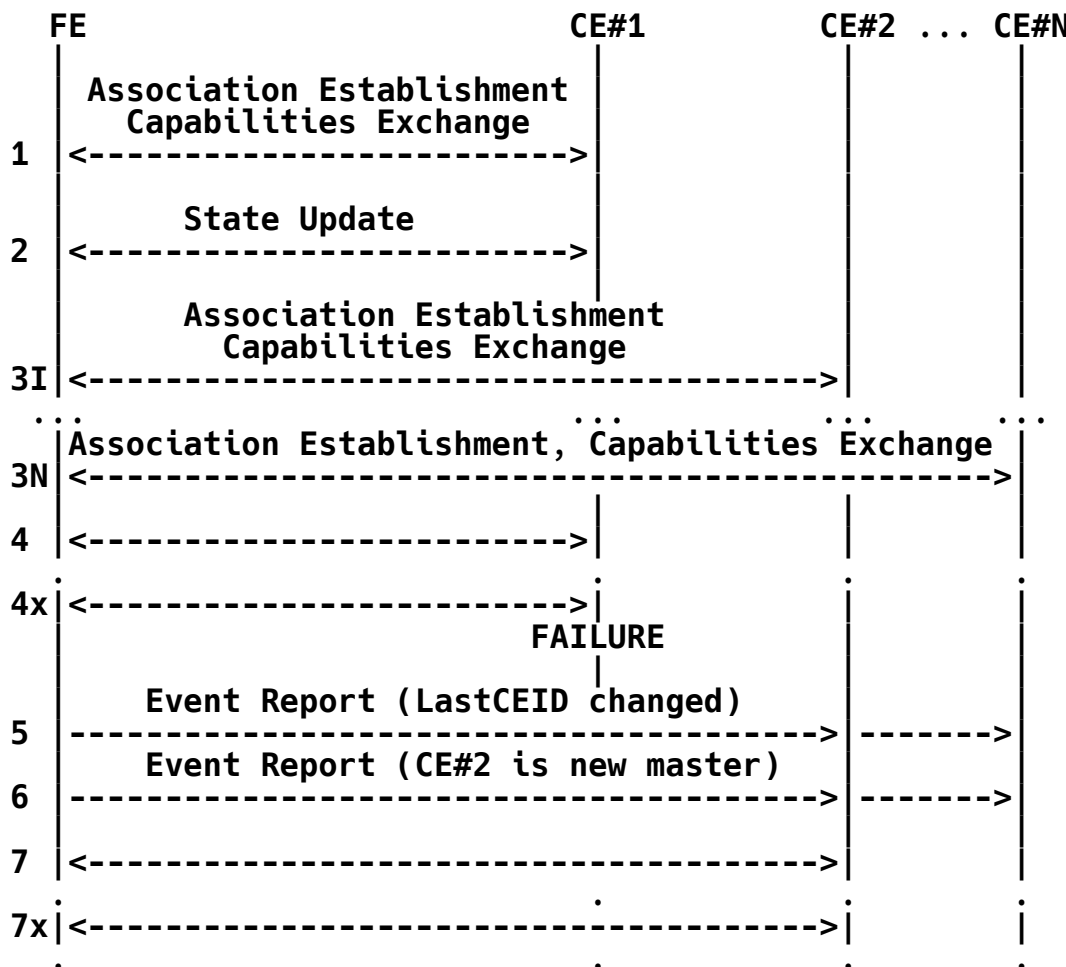 FE CE#1 CE#2 ... CE#N
Association Establishment
Capabilities Exchange
1 |<------------------------->|
State Update
2 |<------------------------->|
Association Establishment
Capabilities Exchange
3I|<-------------------------------------->|
... ... ... ...
|Association Establishment, Capabilities Exchange |
3N|<----------------------------------------------->|
4 |<------------------------->|
. . . .
4x|<------------------------->|
FAILURE
Event Report (LastCEID changed)
5 |--------------------------------------->|------->|
Event Report (CE#2 is new master)
6 |--------------------------------------->|------->|
7 |<-------------------------------------->|
. . . .
7x|<-------------------------------------->|
. . . .